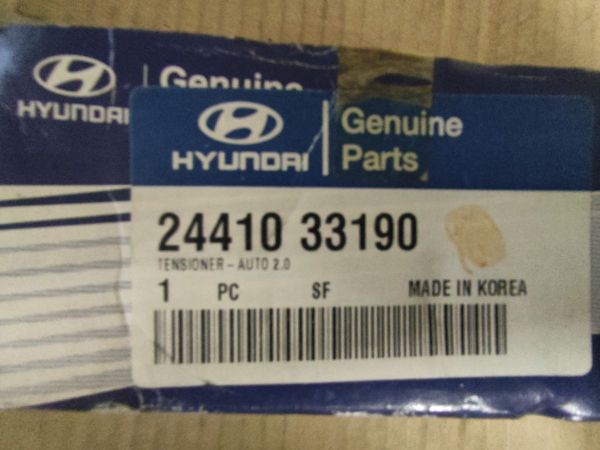 HYUNDAI
Genuine
HYUNDAI
Genuine
Parts
24410 33190
TENSIONER - AUTO 2.0
1 PC SF MADE IN KOREA